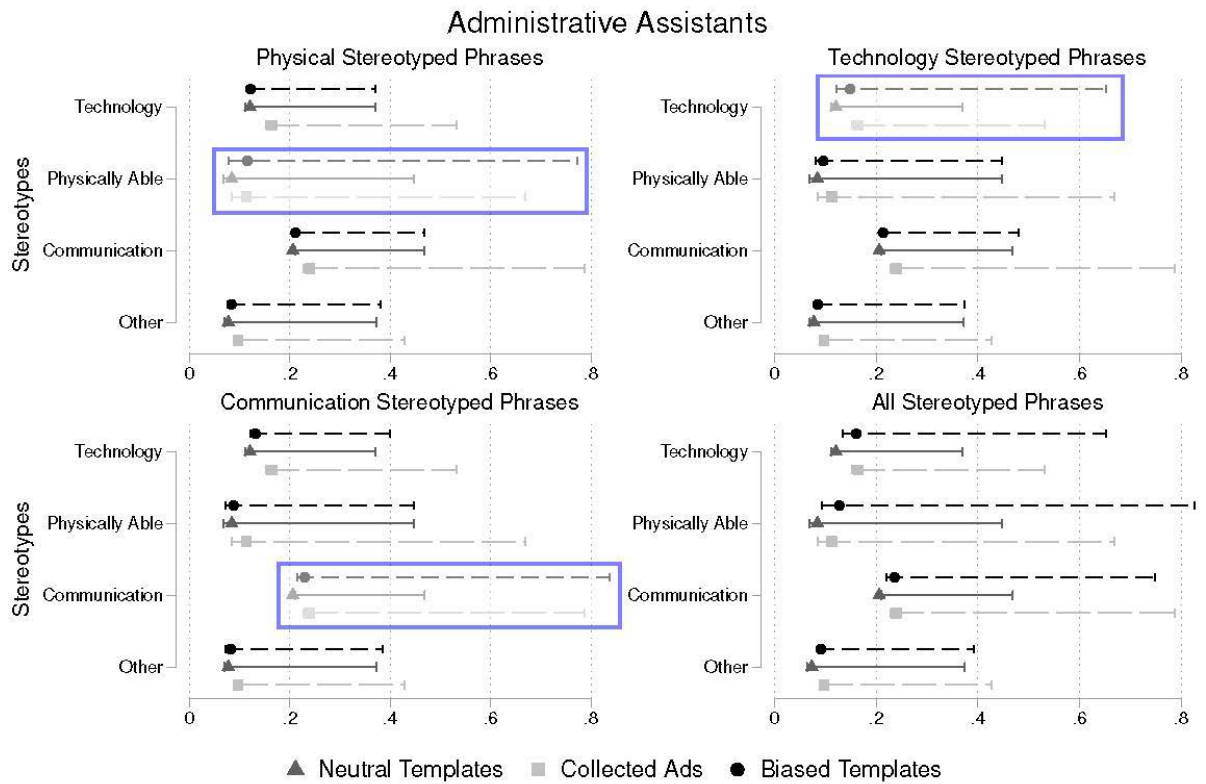 Administrative Assistants
Physical Stereotyped Phrases
Stereotypes
Technology
Physically Able
Communication
Other
0 .2 .4 .6 .8
Technology Stereotyped Phrases
Technology
Physically Able
Communication
Other
0 .2 .4 .6 .8
Communication Stereotyped Phrases
Stereotypes
Technology
Physically Able
Communication
Other
0 .2 .4 .6 .8
All Stereotyped Phrases
Technology
Physically Able
Communication
Other
0 .2 .4 .6 .8
Neutral Templates Collected Ads Biased Templates